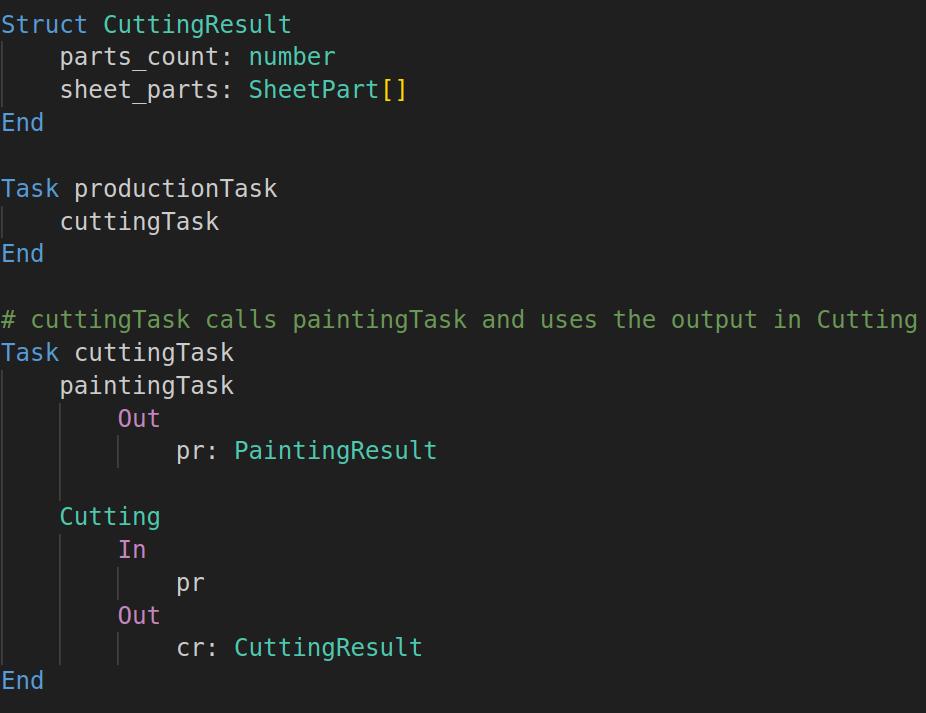 Struct CuttingResult
    parts_count: number
    sheet_parts: SheetPart[]
End

Task productionTask
    cuttingTask
End

# cuttingTask calls paintingTask and uses the output in Cutting
Task cuttingTask
    paintingTask
        Out
            pr: PaintingResult

    Cutting
        In
            pr
        Out
            cr: CuttingResult
End